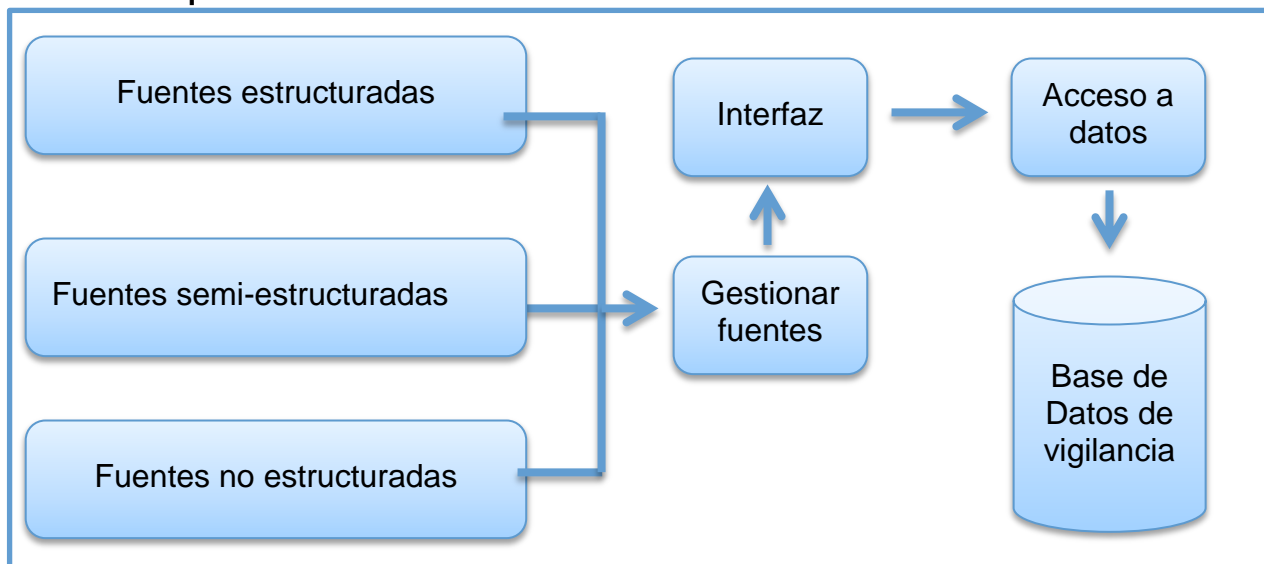 Fuentes estructuradas
Fuentes semi-estructuradas
Fuentes no estructuradas
Interfaz
Gestionar
fuentes
Acceso a
datos
Base de
Datos de
vigilancia